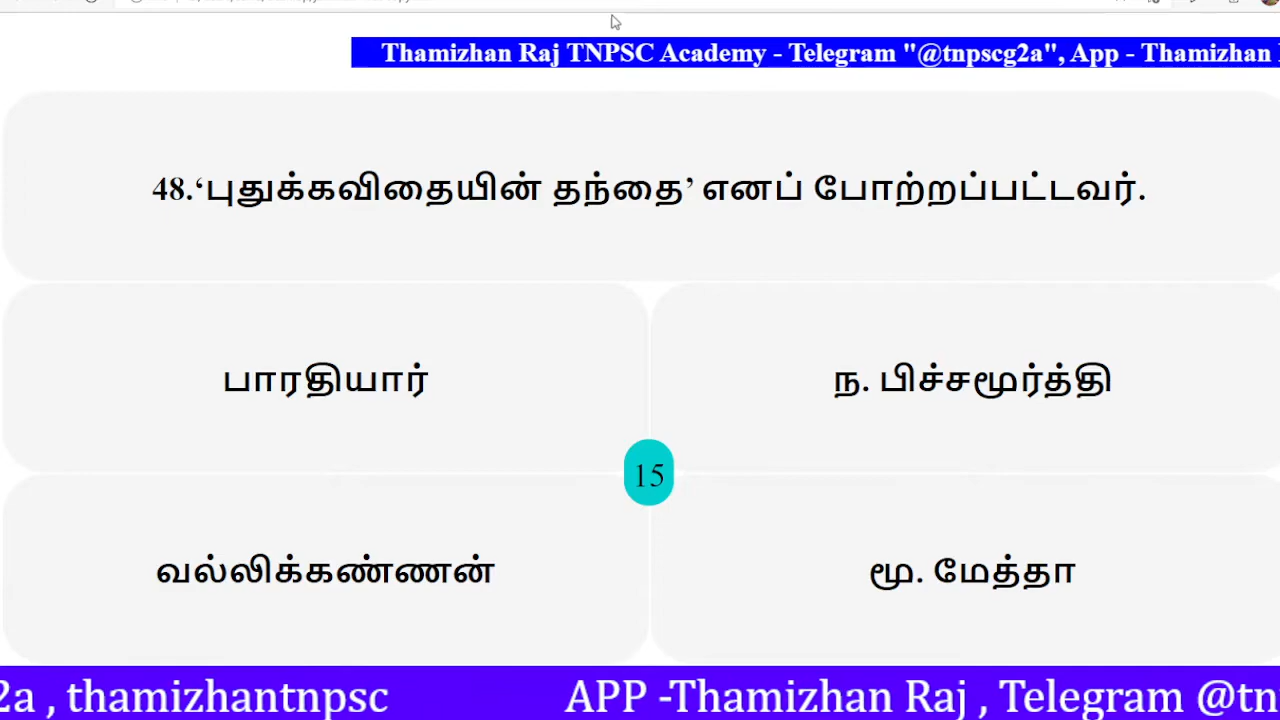 Thamizhan Raj TNPSC Academy - Telegram "@tnpscg2a", App - Thamizhan
48.‘புதுக்கவிதையின் தந்தை’ எனப் போற்றப்பட்டவர்.
பாரதியார்
ந. பிச்சமூர்த்தி
15
வல்லிக்கண்ணன்
மூ. மேத்தா
2a , thamizhantnpsc APP -Thamizhan Raj , Telegram @tn